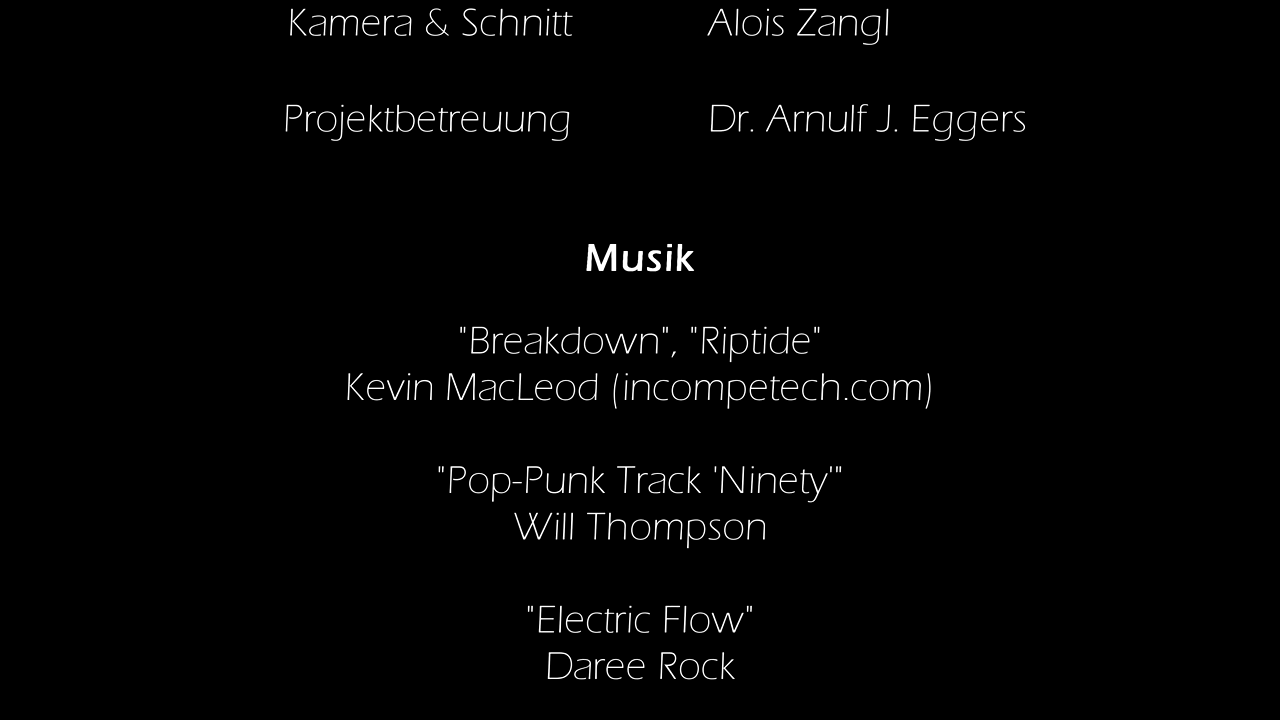 Kamera & Schnitt Alois Zangl
Projektbetreuung Dr. Arnulf J. Eggers
Musik
"Breakdown", "Riptide"
Kevin MacLeod (incompetech.com)
"Pop-Punk Track 'Ninety'"
Will Thompson
"Electric Flow"
Daree Rock